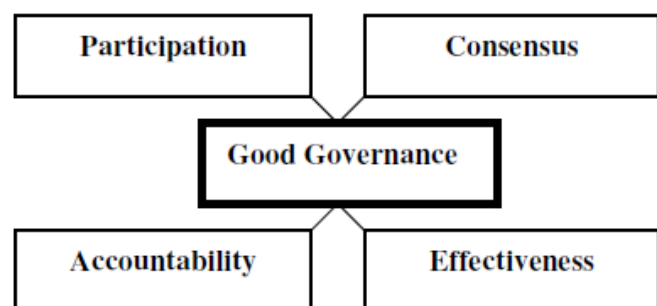 Participation
Consensus
Good Governance
Accountability
Effectiveness